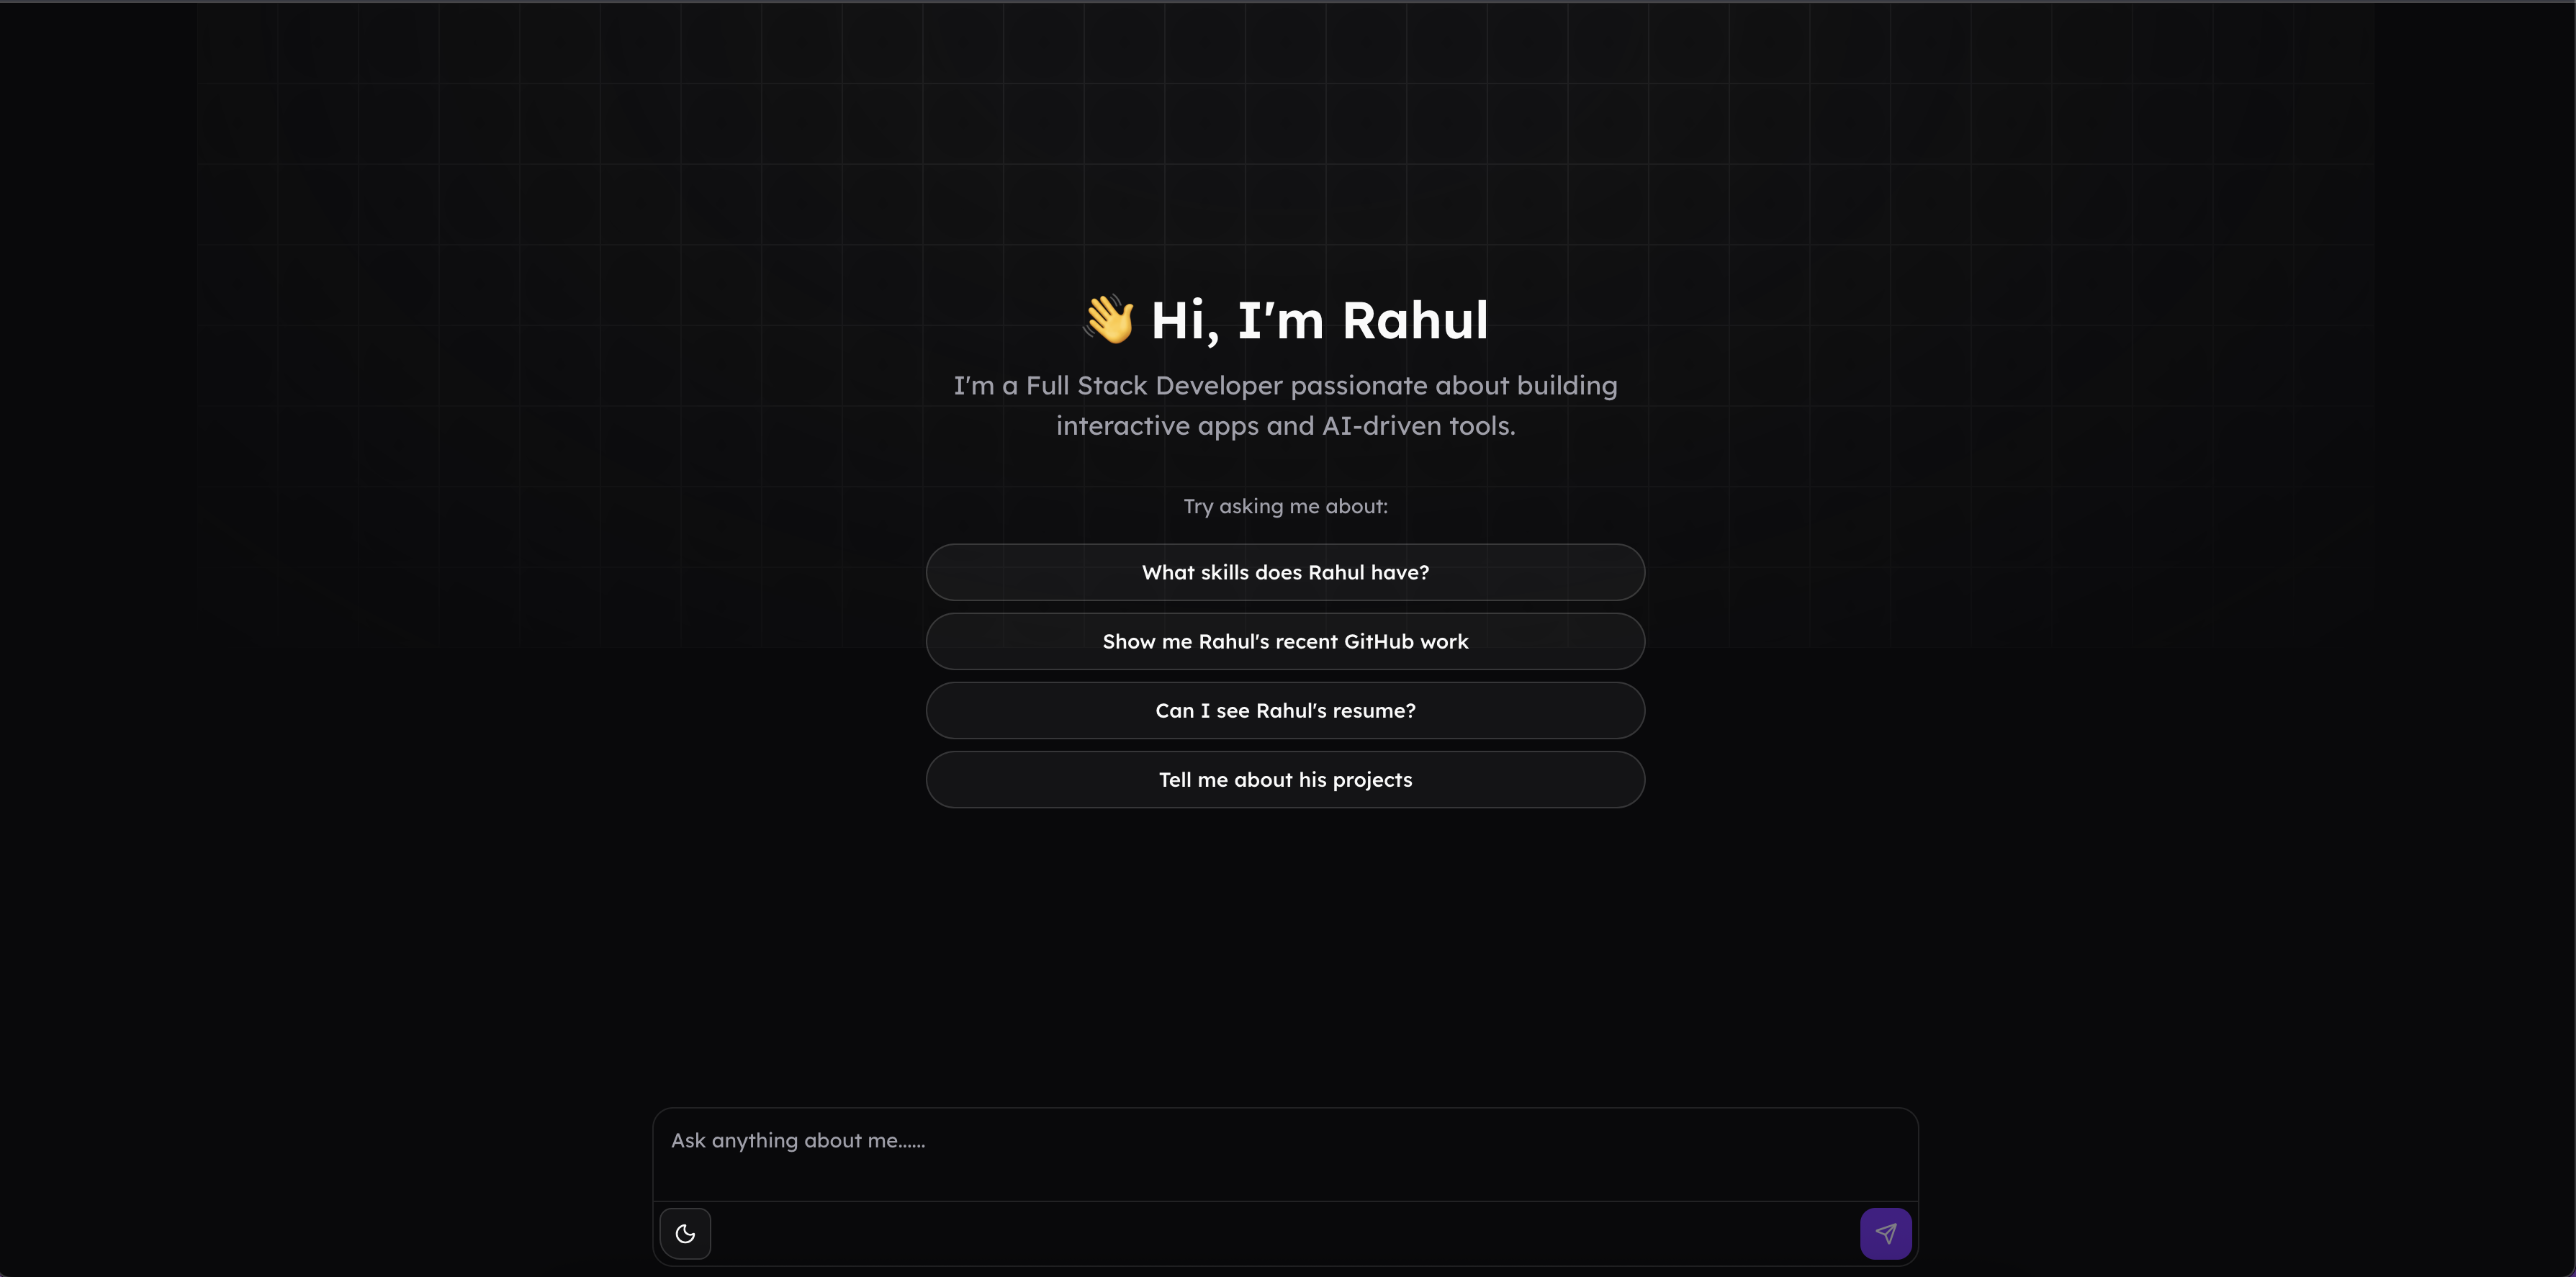 👋 Hi, I'm Rahul
I'm a Full Stack Developer passionate about building
interactive apps and AI-driven tools.
Try asking me about:
What skills does Rahul have?
Show me Rahul's recent GitHub work
Can I see Rahul's resume?
Tell me about his projects
Ask anything about me......